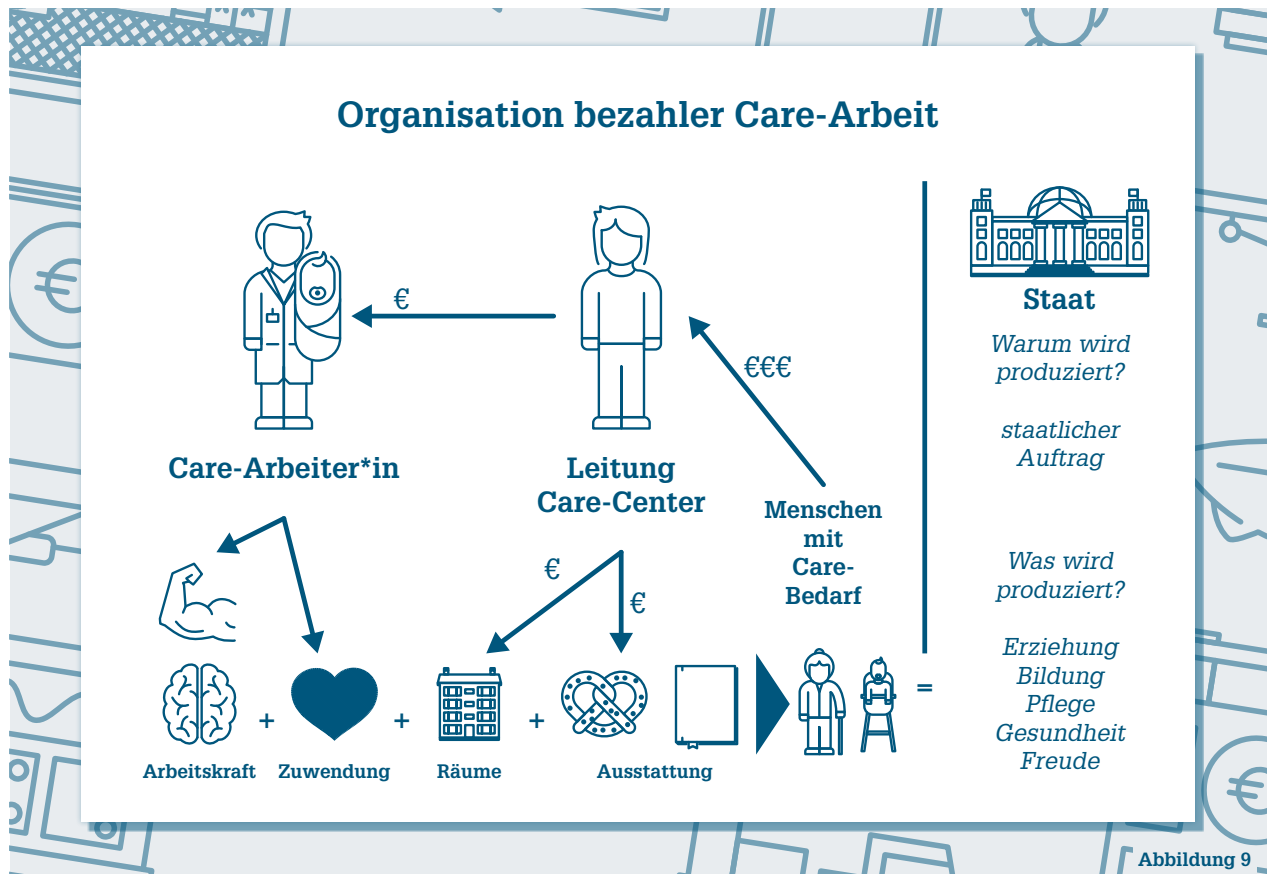 Organisation bezahler Care-Arbeit
€
€€€
Care-Arbeiter*in
Leitung
Care-Center
Menschen
mit
Care-
Bedarf
€
€
+
+
+
=
Arbeitskraft
Zuwendung
Räume
Ausstattung
Staat
Warum wird
produziert?
staatlicher
Auftrag
Was wird
produziert?
Erziehung
Bildung
Pflege
Gesundheit
Freude
€
€
Abbildung 9